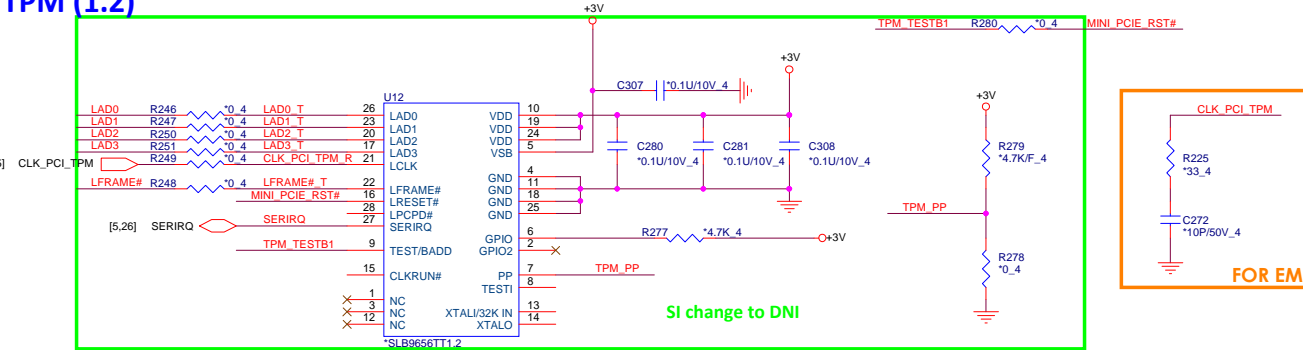 TPM (1.2)
+3V
TPM_TESTB1 R280 *0_4 MINI_PCIE_RST#
+3V
C307 *0.1U/10V_4
U12
+3V
LAD0 R246 *0_4 LAD0_T 26 LAD0 VDD 10
LAD1 R247 *0_4 LAD1_T 23 LAD1 VDD 19
LAD2 R250 *0_4 LAD2_T 20 LAD2 VDD 24
LAD3 R251 *0_4 LAD3_T 17 LAD3 VSB 5
CLK_PCI_TPM R249 *0_4 CLK_PCI_TPM_R 21 LCLK
C280 *0.1U/10V_4
C281 *0.1U/10V_4
C308 *0.1U/10V_4
R279 *4.7K/F_4
CLK_PCI_TPM
R225
*33_4
GND 4
LFRAME# R248 *0_4 LFRAME#_T 22 LFRAME# GND 11
MINI_PCIE_RST# 16 LRESET# GND 18
28 LPCPD# GND 25
[5,26] SERIRQ SERIRQ 27 SERIRQ
TPM_PP
C272
*10P/50V_4
GPIO 6 R277 *4.7K_4 +3V
TPM_TESTB1 9 TEST/BADD GPIO2 2
15 CLKRUN# PP 7 TPM_PP
TESTI 8
R278
*0_4
FOR EM
1 NC
3 NC XTALI/32K IN 13
12 NC XTALO 14
SI change to DNI
*SLB9656TT1.2